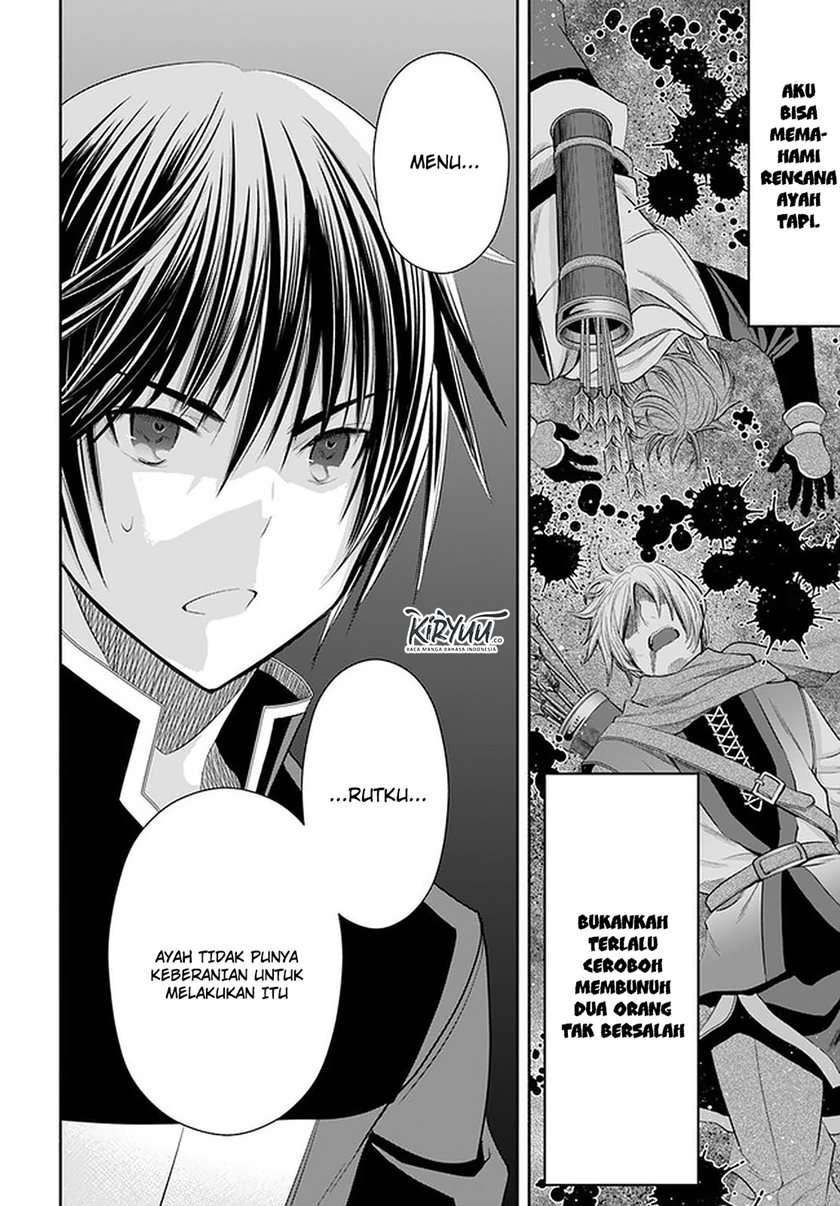 AKU
BISA
MEMA-
HAMI
RENCANA
AYAH
TAPI.
BUKANKAH
TERLALU
CEROBOH
MEMBUNUH
DUA ORANG
TAK BERSALAH
MENU...
...RUTKU...
AYAH TIDAK PUNYA
KEBERANIAN UNTUK
MELAKUKAN ITU
KIRYUU.CO
BACA MANGA BAHASA INDONESIA